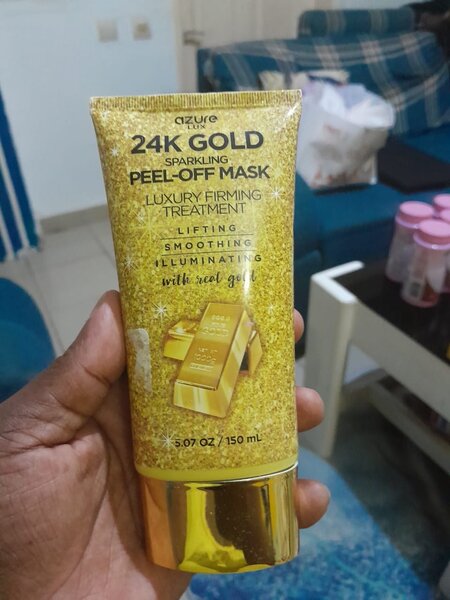 azure
LUX
24K GOLD
SPARKLING
PEEL-OFF MASK
LUXURY FIRMING
TREATMENT
LIFTING
SMOOTHING
ILLUMINATING
with real gold
5.07 OZ / 150 mL